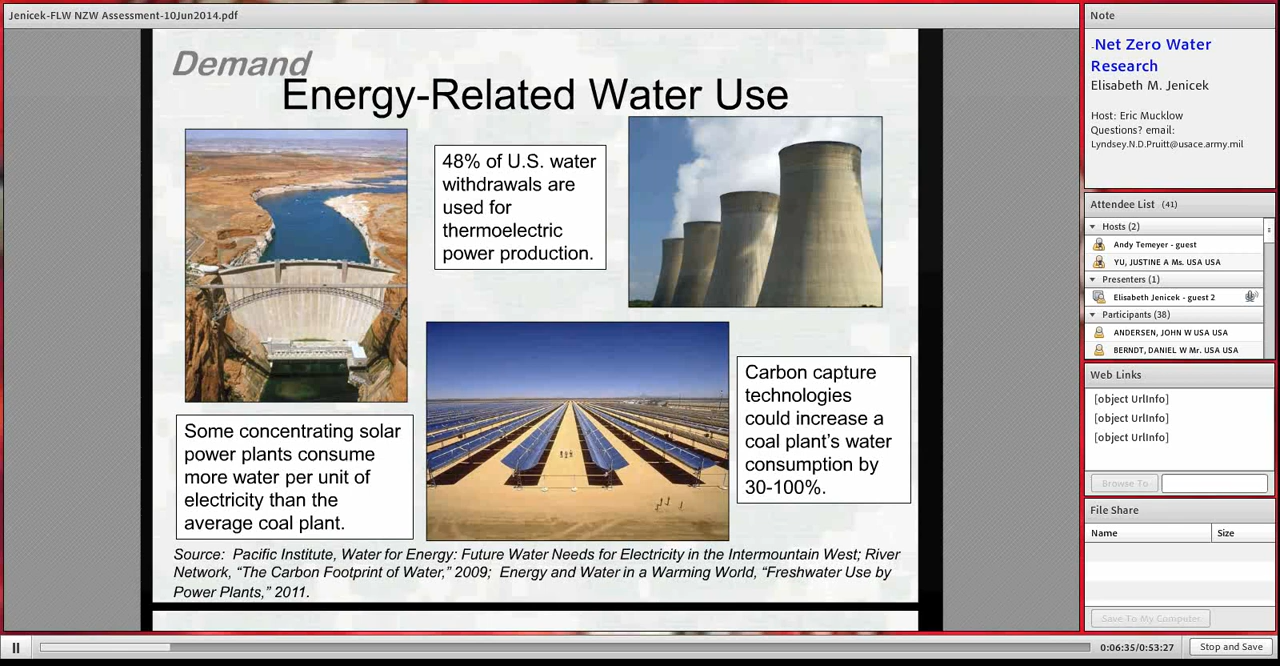 Jenicek-FLW NZW Assessment-10Jun2014.pdf
Demand
Energy-Related Water Use
48% of U.S. water
withdrawals are
used for
thermoelectric
power production.
Some concentrating solar
power plants consume
more water per unit of
electricity than the
average coal plant.
Carbon capture
technologies
could increase a
coal plant's water
consumption by
30-100%.
Source:  Pacific Institute, Water for Energy: Future Water Needs for Electricity in the Intermountain West; River
Network, “The Carbon Footprint of Water,” 2009;  Energy and Water in a Warming World, “Freshwater Use by
Power Plants,” 2011.
Note
-Net Zero Water
Research
Elisabeth M. Jenicek
Host: Eric Mucklow
Questions? email:
Lyndsey.N.D.Pruitt@usace.army.mil
Attendee List (41)
Hosts (2)
Andy Temeyer - guest
YU, JUSTINE A Ms. USA USA
Presenters (1)
Elisabeth Jenicek - guest 2
Participants (38)
ANDERSEN, JOHN W USA USA
BERNDT, DANIEL W Mr. USA USA
Web Links
[object UrlInfo]
[object UrlInfo]
[object UrlInfo]
Browse To
File Share
Name Size
Save To My Computer
0:06:35/0:53:27
Stop and Save